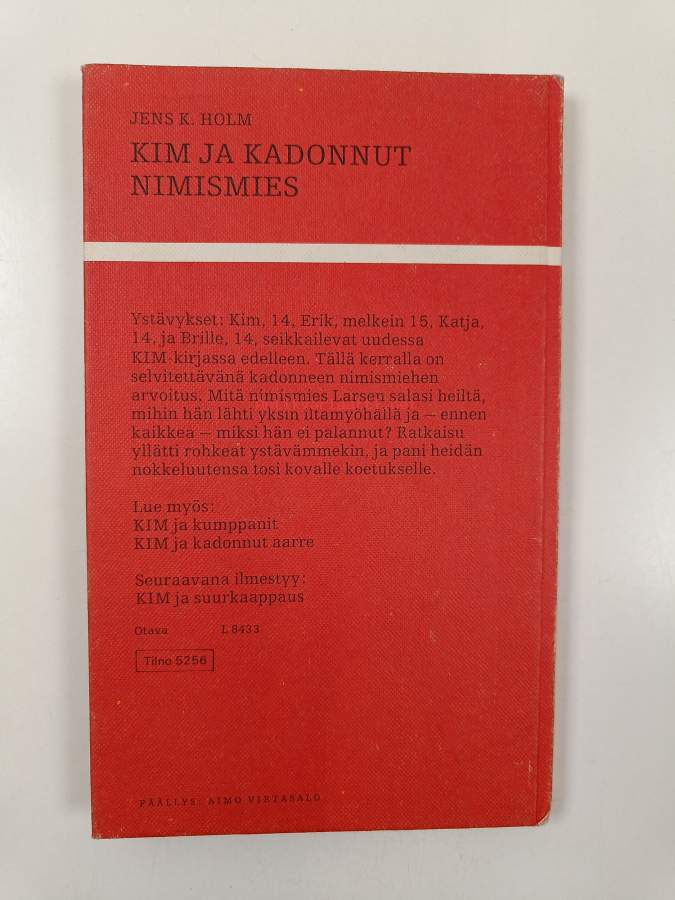 JENS K. HOLM
KIM JA KADONNUT
NIMISMIES
Ystävykset: Kim, 14, Erik, melkein 15, Katja,
14, ja Brille, 14, seikkailevat uudessa
KIM-kirjassa edelleen. Tällä kerralla on
selvitettävänä kadonneen nimismiehen
arvoitus. Mitä nimismies Larsen salasi heiltä,
mihin hän lähti yksin iltamyöhällä ja — ennen
kaikkea — miksi hän ei palannut? Ratkaisu
yllätti rohkeat ystävämmekin, ja pani heidän
nokkeluutensa tosi kovalle koetukselle.
Lue myös:
KIM ja kumppanit
KIM ja kadonnut aarre
Seuraavana ilmestyy:
KIM ja suurkaappaus
Otava L 8433
Tilno 5256
PÄÄLLYS: AIMO VIRTASALO